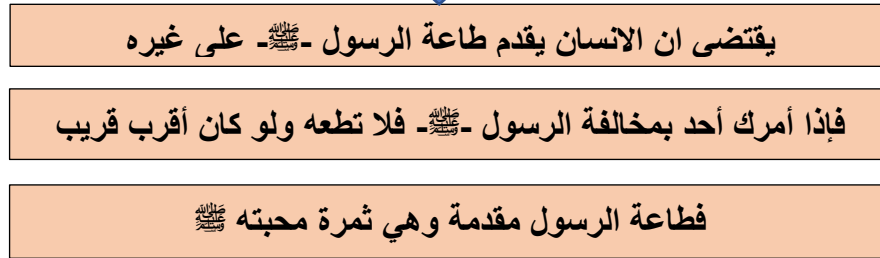 يقتضى ان الانسان يقدم طاعة الرسول -ﷺ- على غيره
فإذا أمرك أحد بمخالفة الرسول -ﷺ- فلا تطعه ولو كان أقرب قريب
فطاعة الرسول مقدمة وهي ثمرة محبته ﷺ